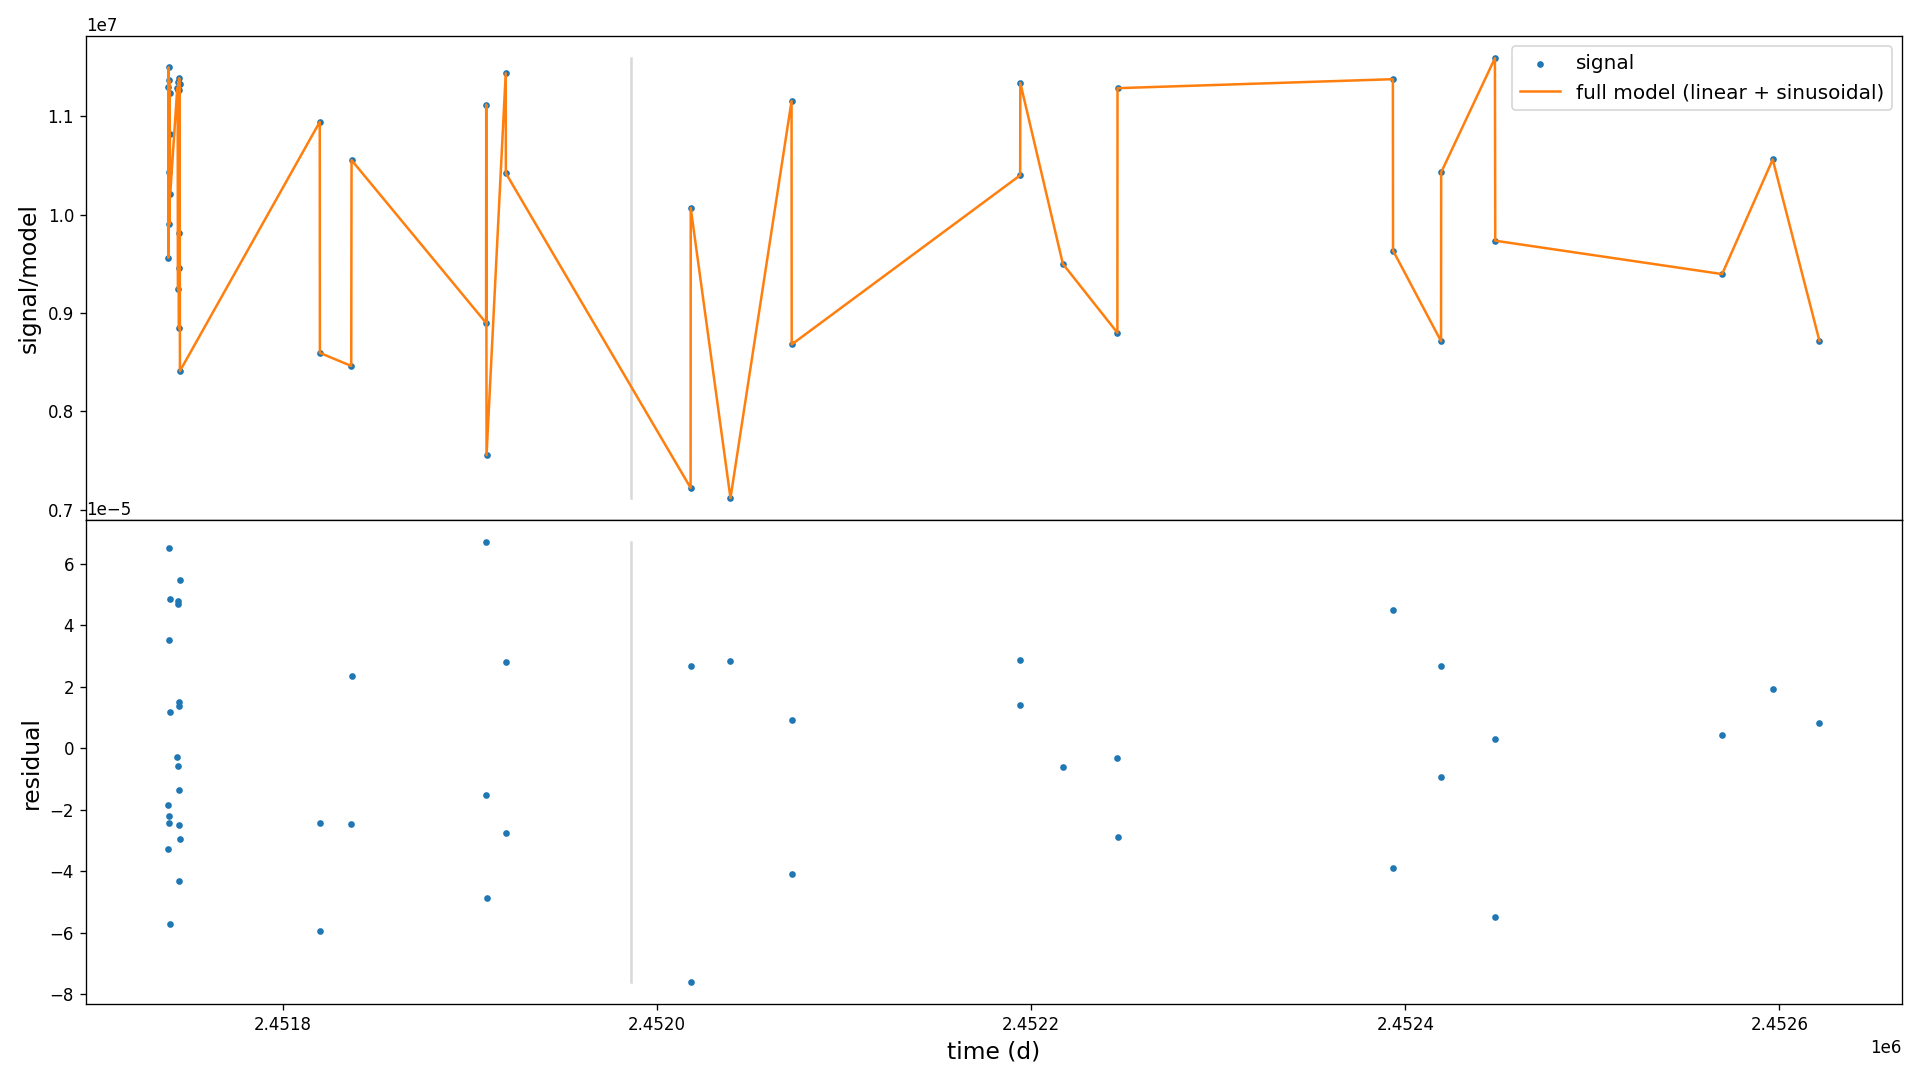 1e7
signal
full model (linear + sinusoidal)
1.1
1.0
0.9
0.8
0.7
signal/model
1e−5
6
4
2
0
−2
−4
−6
−8
residual
2.4518
2.4520
2.4522
2.4524
2.4526
time (d)
1e6